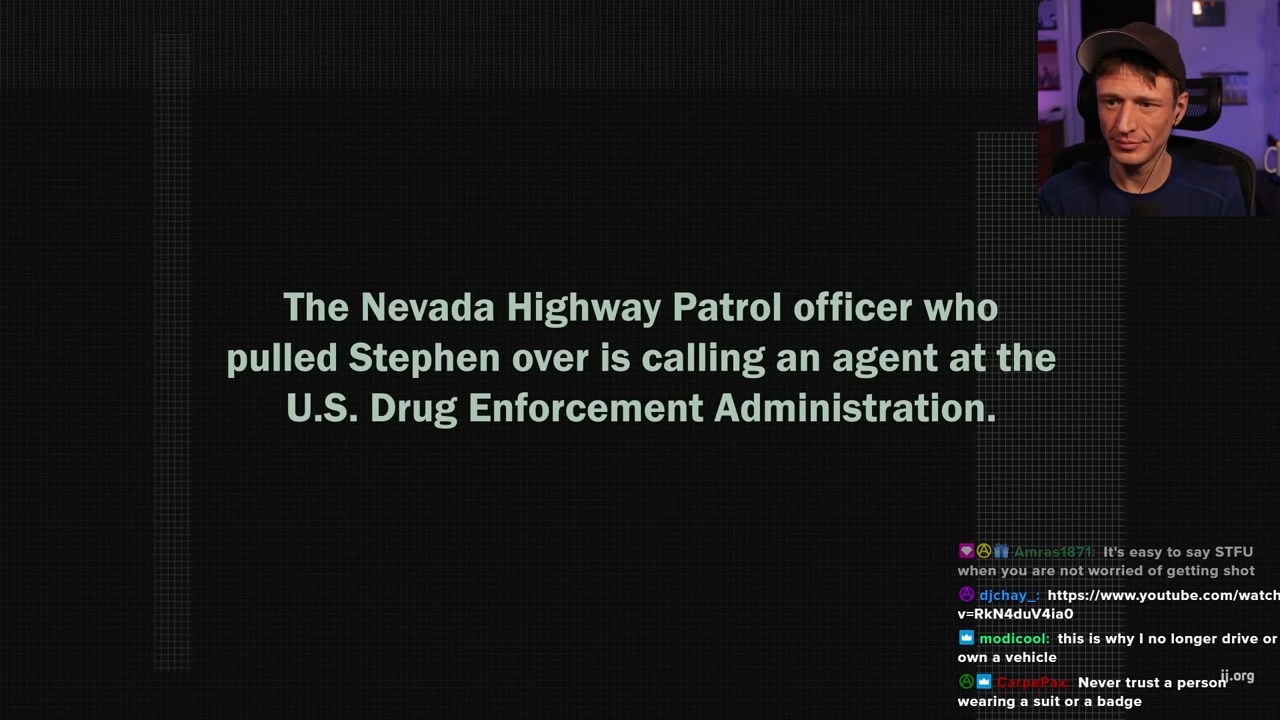 The Nevada Highway Patrol officer who
pulled Stephen over is calling an agent at the
U.S. Drug Enforcement Administration.
Amras1871: It's easy to say STFU
when you are not worried of getting shot
djchay_: https://www.youtube.com/watch
v=RkN4duV4ia0
modicool: this is why I no longer drive or
own a vehicle
CarpePax: Never trust a person
wearing a suit or a badge
ij.org